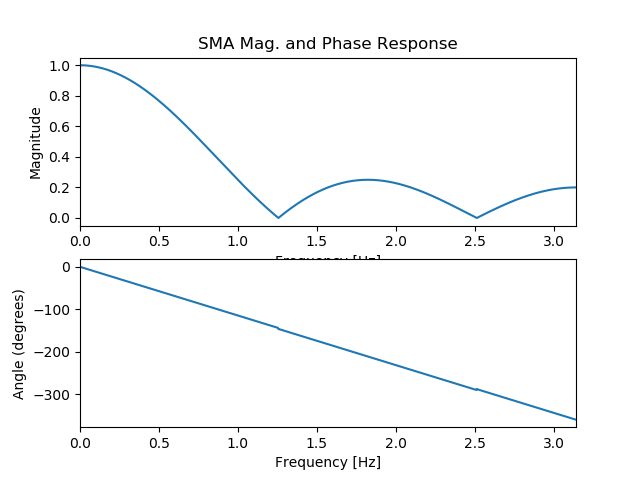 SMA Mag. and Phase Response
1.0
0.8
0.6
0.4
0.2
0.0
Magnitude
0.0 0.5 1.0 1.5 2.0 2.5 3.0
Frequency [Hz]
0
−100
−200
−300
Angle (degrees)
0.0 0.5 1.0 1.5 2.0 2.5 3.0
Frequency [Hz]